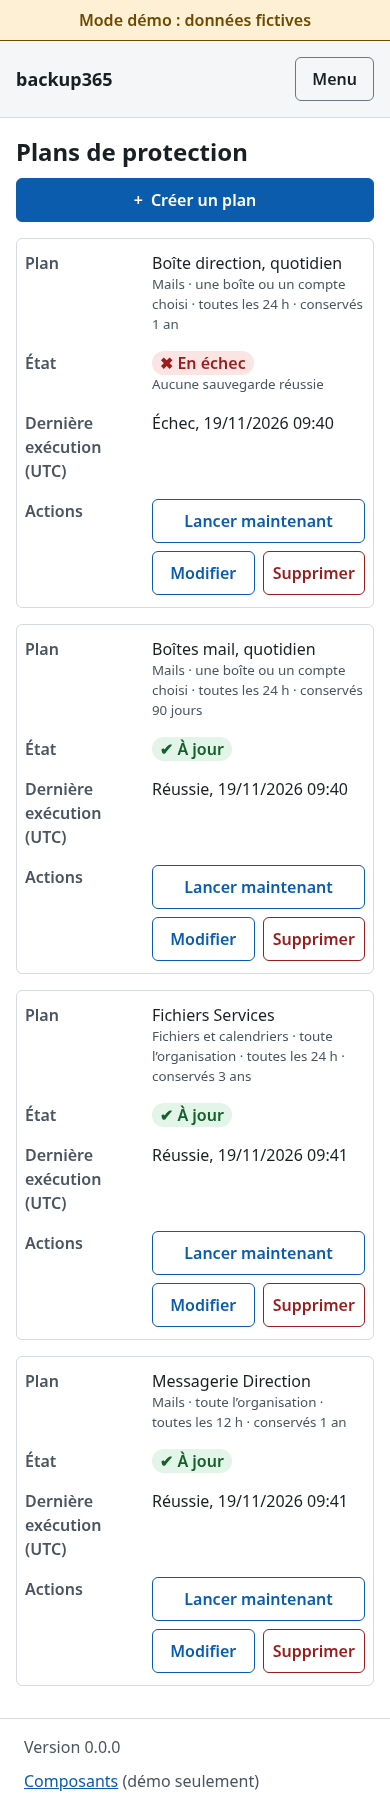 Mode démo : données fictives
backup365
Menu
Plans de protection
+ Créer un plan
Plan
Boîte direction, quotidien
Mails · une boîte ou un compte
choisi · toutes les 24 h · conservés
1 an
État
✖ En échec
Aucune sauvegarde réussie
Dernière
exécution
(UTC)
Échec, 19/11/2026 09:40
Actions
Lancer maintenant
Modifier
Supprimer
Plan
Boîtes mail, quotidien
Mails · une boîte ou un compte
choisi · toutes les 24 h · conservés
90 jours
État
✔ À jour
Dernière
exécution
(UTC)
Réussie, 19/11/2026 09:40
Actions
Lancer maintenant
Modifier
Supprimer
Plan
Fichiers Services
Fichiers et calendriers · toute
l’organisation · toutes les 24 h ·
conservés 3 ans
État
✔ À jour
Dernière
exécution
(UTC)
Réussie, 19/11/2026 09:41
Actions
Lancer maintenant
Modifier
Supprimer
Plan
Messagerie Direction
Mails · toute l’organisation ·
toutes les 12 h · conservés 1 an
État
✔ À jour
Dernière
exécution
(UTC)
Réussie, 19/11/2026 09:41
Actions
Lancer maintenant
Modifier
Supprimer
Version 0.0.0
Composants (démo seulement)